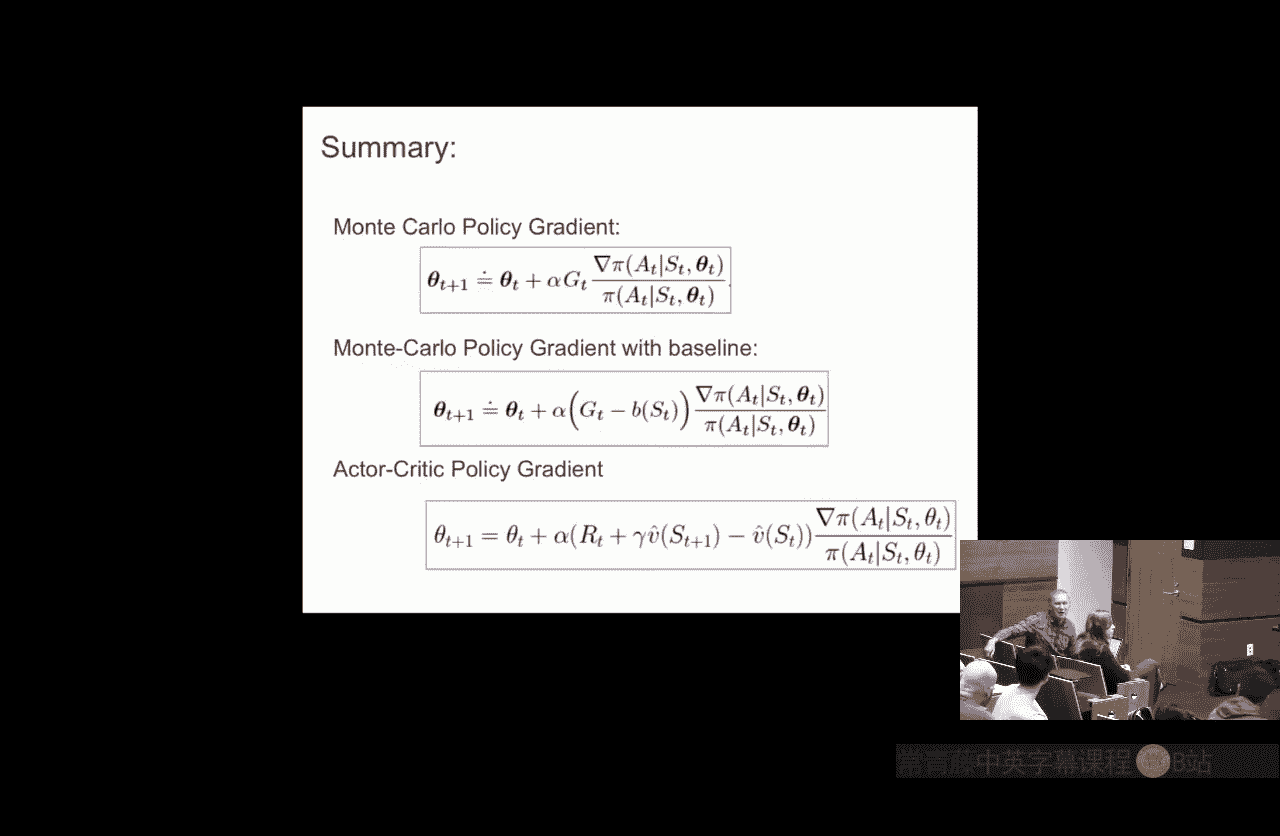 Summary:
Monte Carlo Policy Gradient:
θ_{t+1} ≐ θ_t + αG_t ∇π(A_t|S_t, θ_t) / π(A_t|S_t, θ_t).
Monte-Carlo Policy Gradient with baseline:
θ_{t+1} ≐ θ_t + α(G_t − b(S_t)) ∇π(A_t|S_t, θ_t) / π(A_t|S_t, θ_t)
Actor-Critic Policy Gradient
θ_{t+1} = θ_t + α(R_t + γv̂(S_{t+1}) − v̂(S_t)) ∇π(A_t|S_t, θ_t) / π(A_t|S_t, θ_t)
中英字幕课程
B站